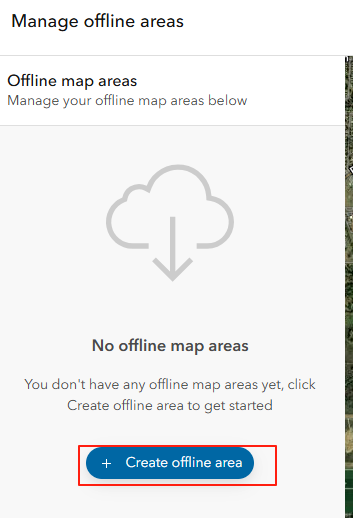 Manage offline areas
Offline map areas
Manage your offline map areas below
No offline map areas
You don't have any offline map areas yet, click
Create offline area to get started
+ Create offline area